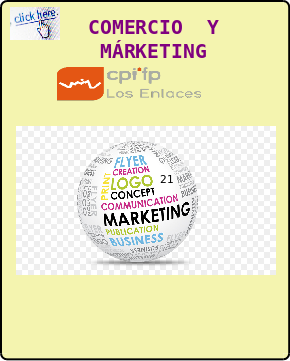 click here
COMERCIO Y
MÁRKETING
cpi´fp
Los Enlaces
FLYER
CREATION
PRINT
LOGO
21
CONCEPT
COMMUNICATION
MARKETING
PUBLICATION
BUSINESS